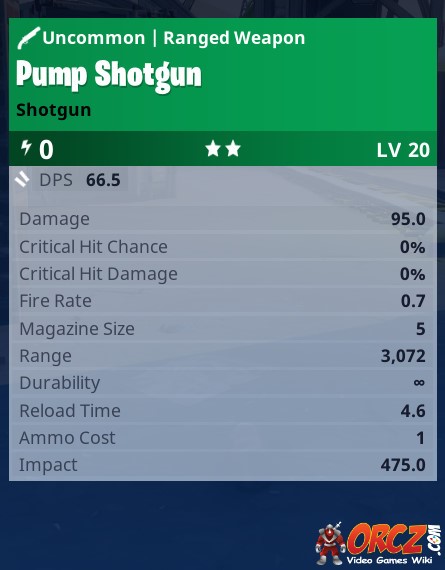 Uncommon | Ranged Weapon
Pump Shotgun
Shotgun
0 LV 20
DPS 66.5
Damage 95.0
Critical Hit Chance 0%
Critical Hit Damage 0%
Fire Rate 0.7
Magazine Size 5
Range 3,072
Durability ∞
Reload Time 4.6
Ammo Cost 1
Impact 475.0
ORCZ.COM
Video Games Wiki